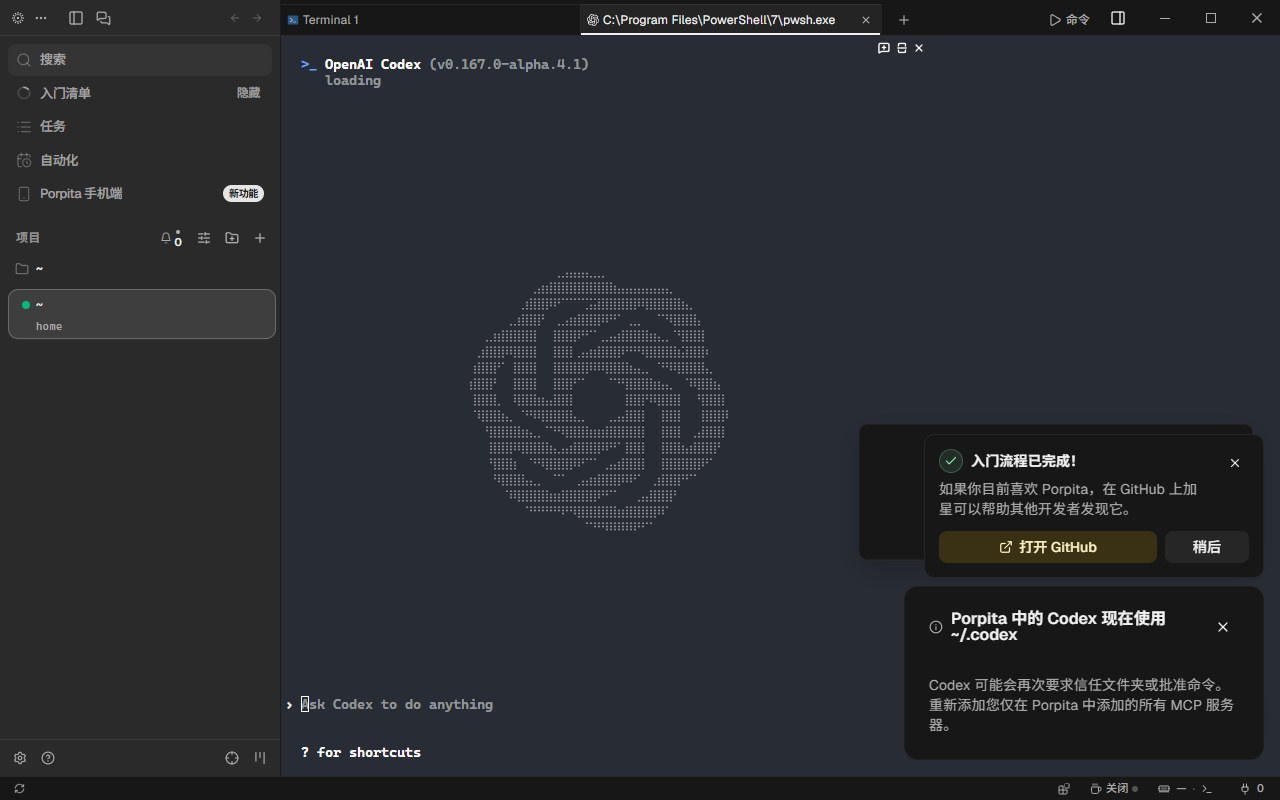 Terminal 1
C:\Program Files\PowerShell\7\pwsh.exe
命令
搜索
入门清单 隐藏
任务
自动化
Porpita 手机端 新功能
项目 0
~
~
home
>_ OpenAI Codex (v0.167.0-alpha.4.1)
loading
› Ask Codex to do anything
? for shortcuts
入门流程已完成!
如果你目前喜欢 Porpita，在 GitHub 上加
星可以帮助其他开发者发现它。
打开 GitHub 稍后
Porpita 中的 Codex 现在使用
~/.codex
Codex 可能会再次要求信任文件夹或批准命令。
重新添加您仅在 Porpita 中添加的所有 MCP 服务
器。
关闭 — · 0